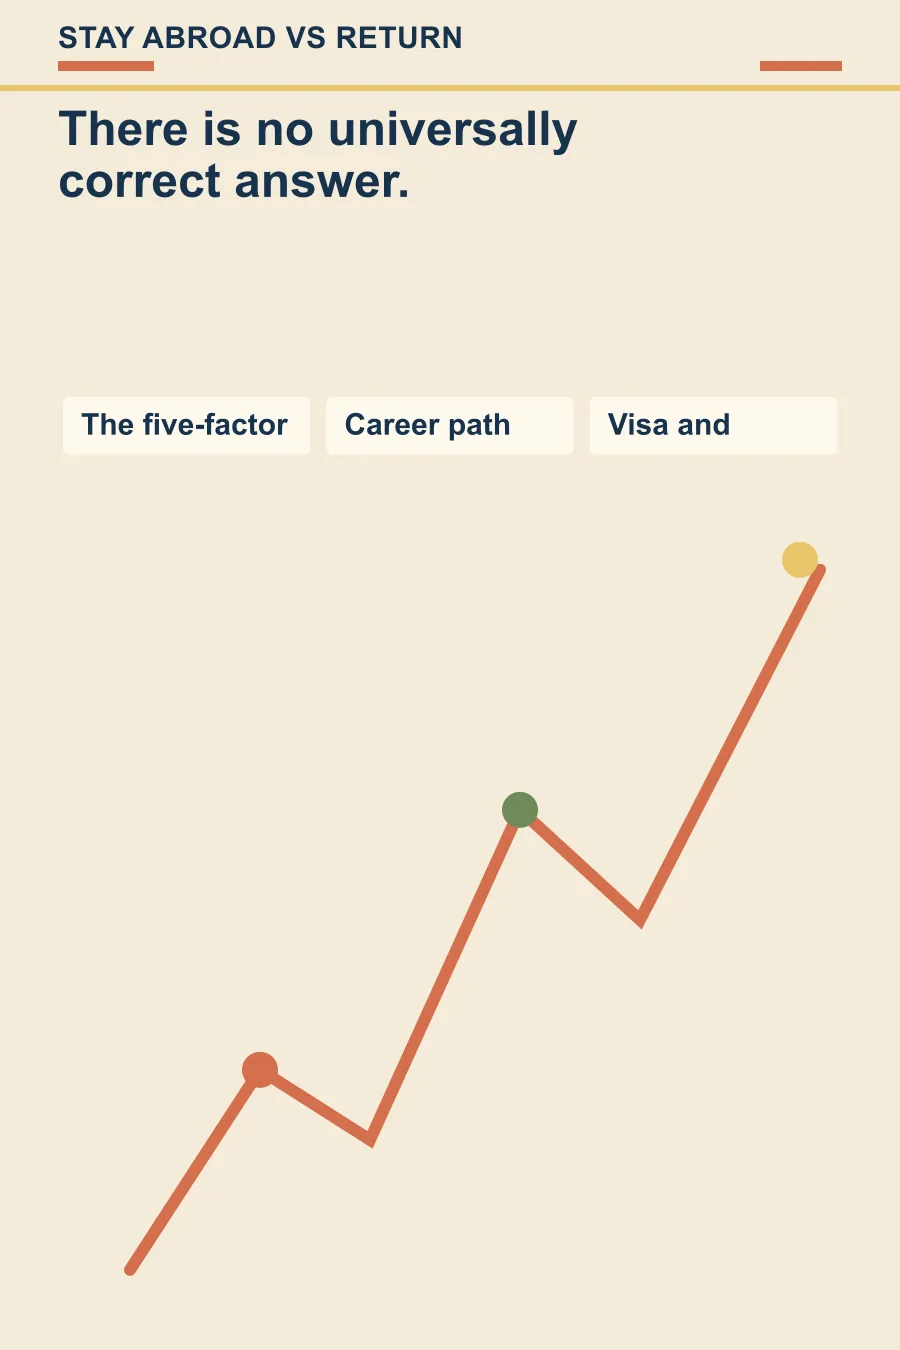 STAY ABROAD VS RETURN
There is no universally
correct answer.
The five-factor
Career path
Visa and